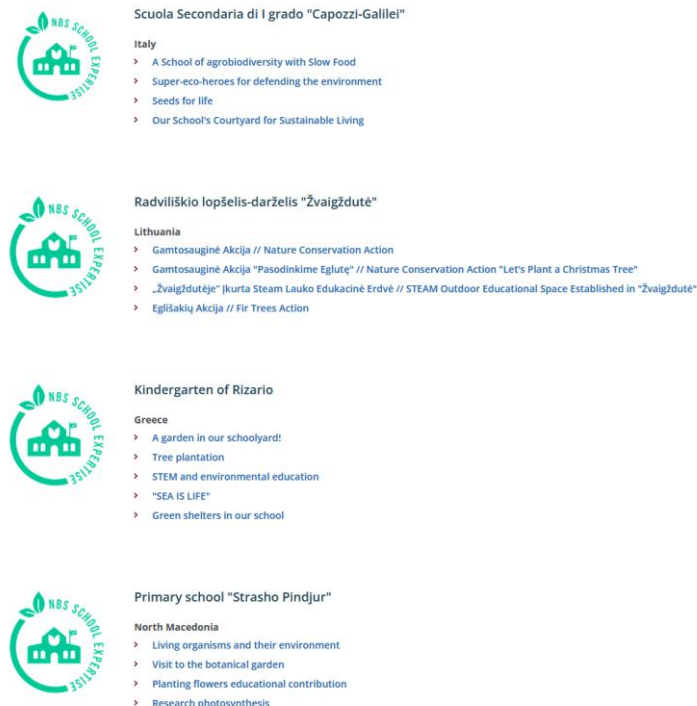 NBS SCHOOL EXPERTISE
Scuola Secondaria di I grado "Capozzi-Galilei"
Italy
A School of agrobiodiversity with Slow Food
Super-eco-heroes for defending the environment
Seeds for life
Our School's Courtyard for Sustainable Living
NBS SCHOOL EXPERTISE
Radviliškio lopšelis-darželis "Žvaigždutė"
Lithuania
Gamtosauginė Akcija // Nature Conservation Action
Gamtosauginė Akcija "Pasodinkime Eglutę" // Nature Conservation Action "Let's Plant a Christmas Tree"
„Žvaigždutėje" Įkurta Steam Lauko Edukacinė Erdvė // STEAM Outdoor Educational Space Established in "Žvaigždutė"
Eglišakių Akcija // Fir Trees Action
NBS SCHOOL EXPERTISE
Kindergarten of Rizario
Greece
A garden in our schoolyard!
Tree plantation
STEM and environmental education
"SEA IS LIFE"
Green shelters in our school
NBS SCHOOL EXPERTISE
Primary school "Strasho Pindjur"
North Macedonia
Living organisms and their environment
Visit to the botanical garden
Planting flowers educational contribution
Research photosynthesis